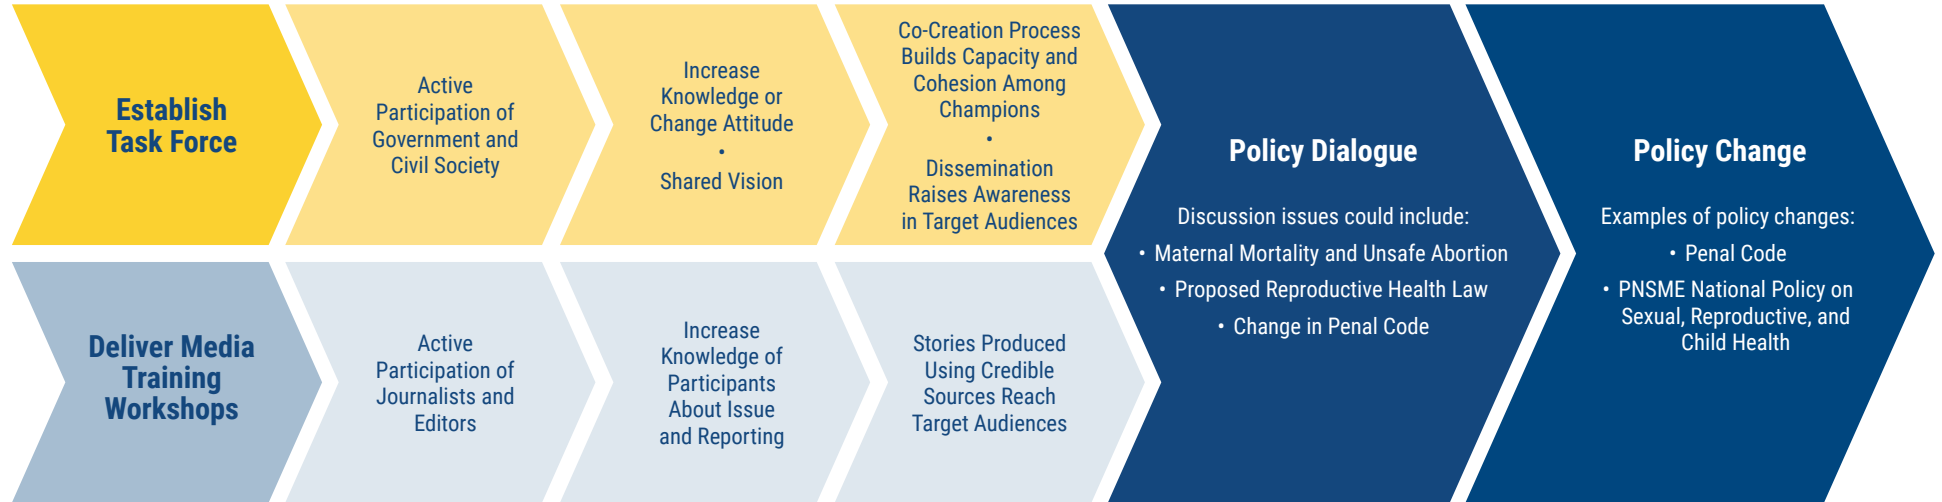 Establish
Task Force
Active
Participation of
Government and
Civil Society
Increase
Knowledge or
Change Attitude
•
Shared Vision
Co-Creation Process
Builds Capacity and
Cohesion Among
Champions
•
Dissemination
Raises Awareness
in Target Audiences
Deliver Media
Training
Workshops
Active
Participation of
Journalists and
Editors
Increase
Knowledge of
Participants
About Issue
and Reporting
Stories Produced
Using Credible
Sources Reach
Target Audiences
Policy Dialogue
Discussion issues could include:
• Maternal Mortality and Unsafe Abortion
• Proposed Reproductive Health Law
• Change in Penal Code
Policy Change
Examples of policy changes:
• Penal Code
• PNSME National Policy on
Sexual, Reproductive, and
Child Health